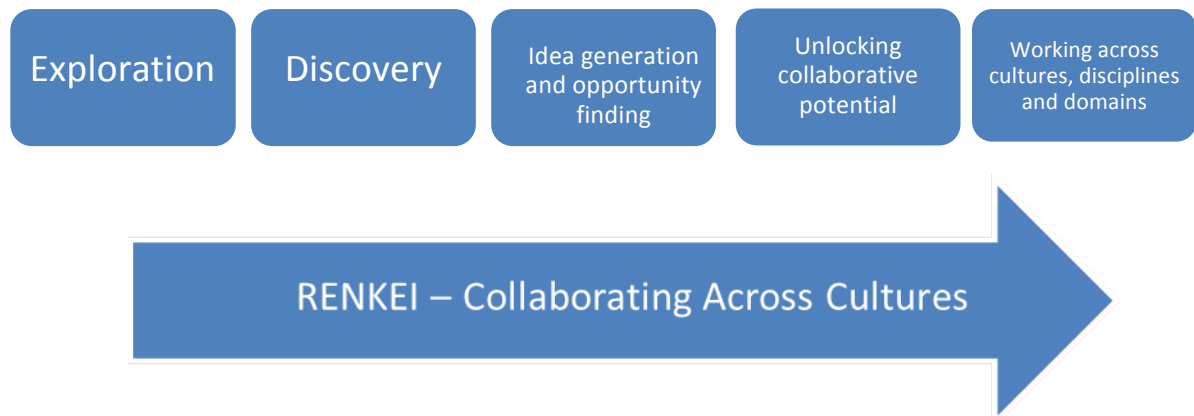 Exploration
Discovery
Idea generation
and opportunity
finding
Unlocking
collaborative
potential
Working across
cultures, disciplines
and domains
RENKEI – Collaborating Across Cultures